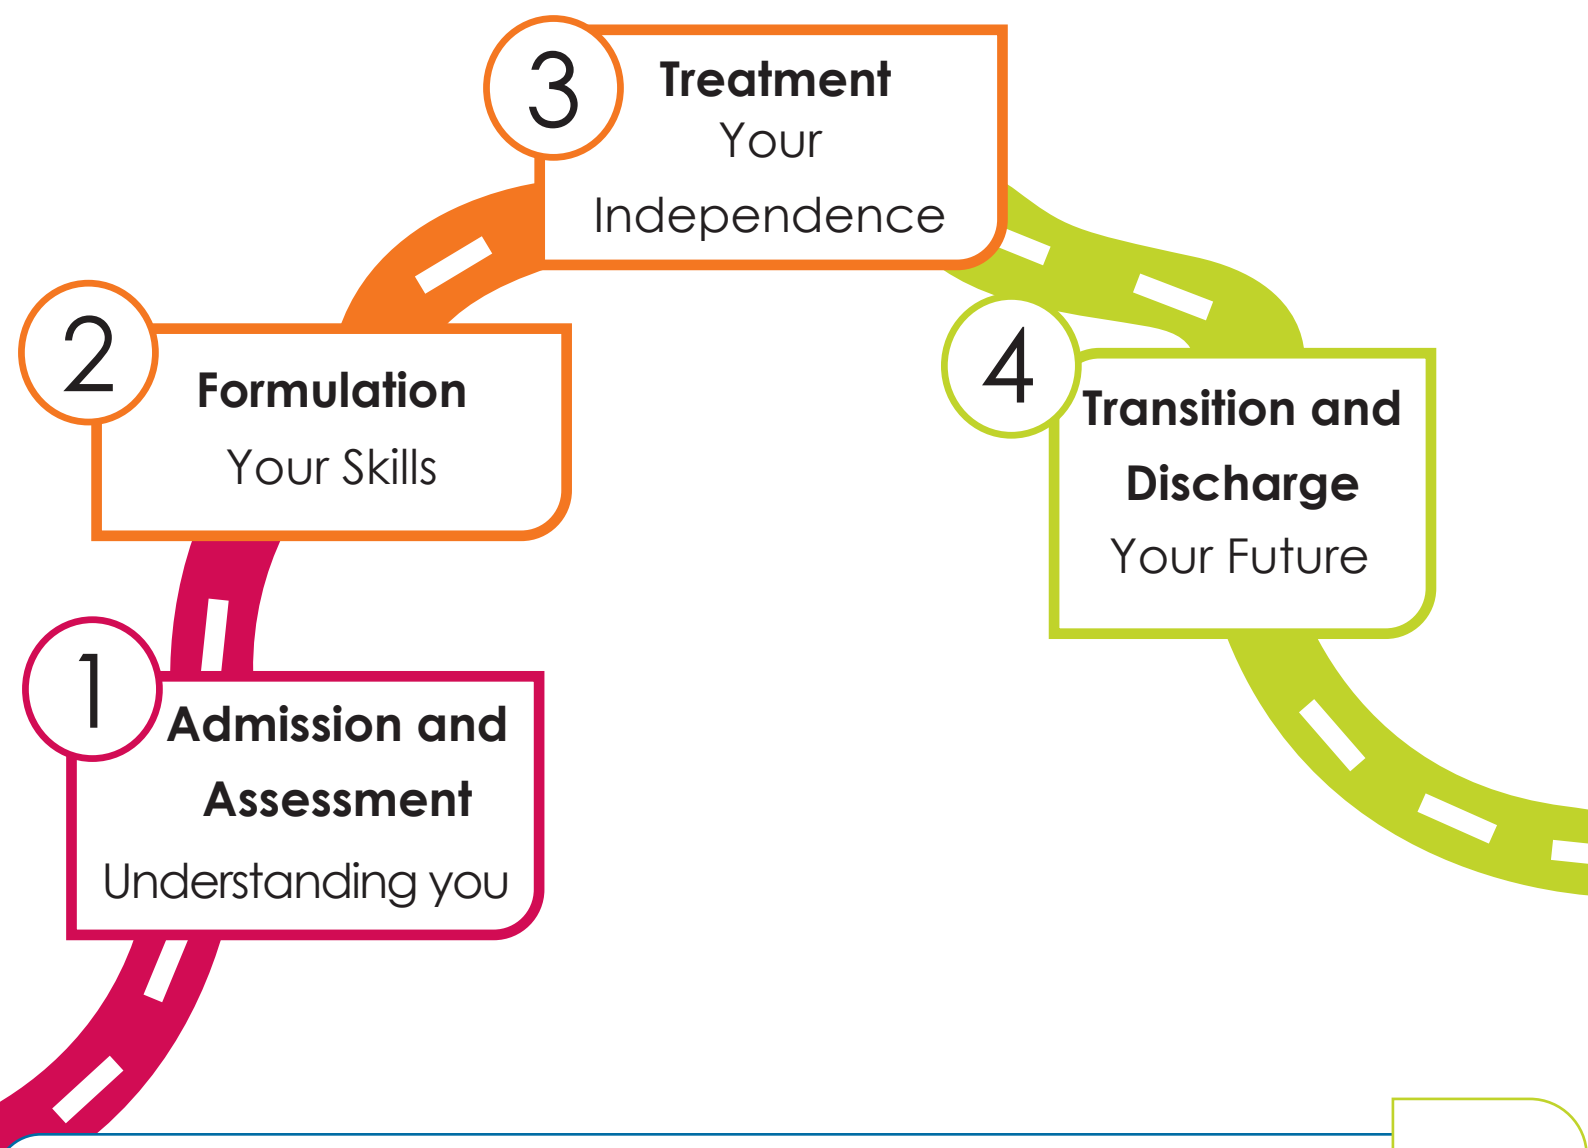 1
Admission and
Assessment
Understanding you
2
Formulation
Your Skills
3
Treatment
Your
Independence
4
Transition and
Discharge
Your Future